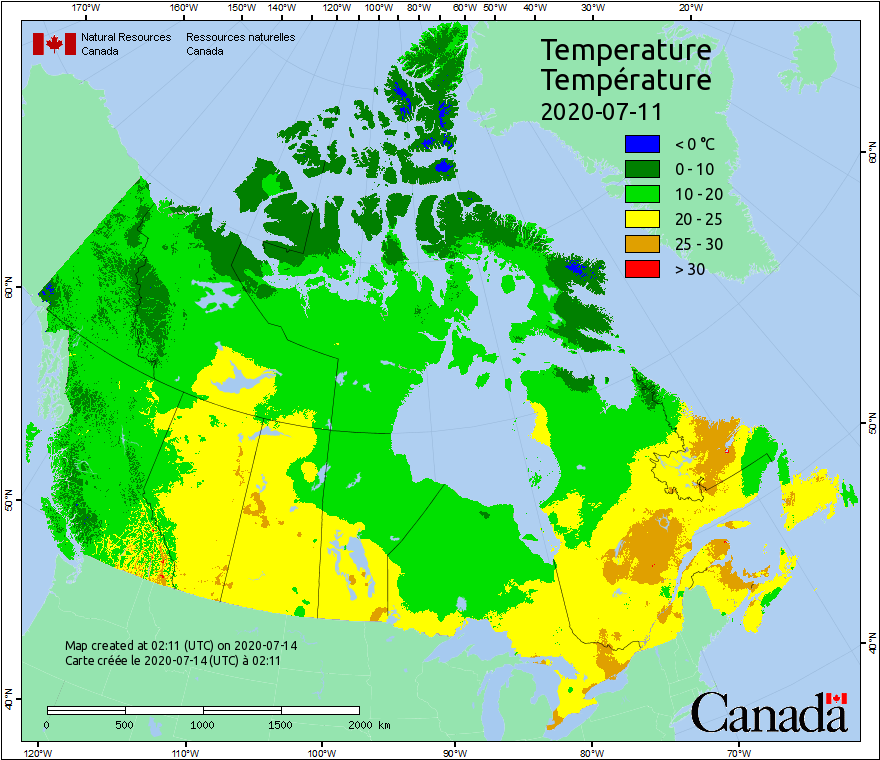 170°W 160°W 150°W 140°W 120°W 100°W 80°W 60°W 50°W 40°W 30°W 20°W
Natural Resources Ressources naturelles
Canada Canada
Temperature
Température
2020-07-11
< 0 °C
0 - 10
10 - 20
20 - 25
25 - 30
> 30
60°N
60°N
50°N
50°N
40°N
40°N
Map created at 02:11 (UTC) on 2020-07-14
Carte créée le 2020-07-14 (UTC) à 02:11
0 500 1000 1500 2000 km
Canada
120°W 110°W 100°W 90°W 80°W 70°W